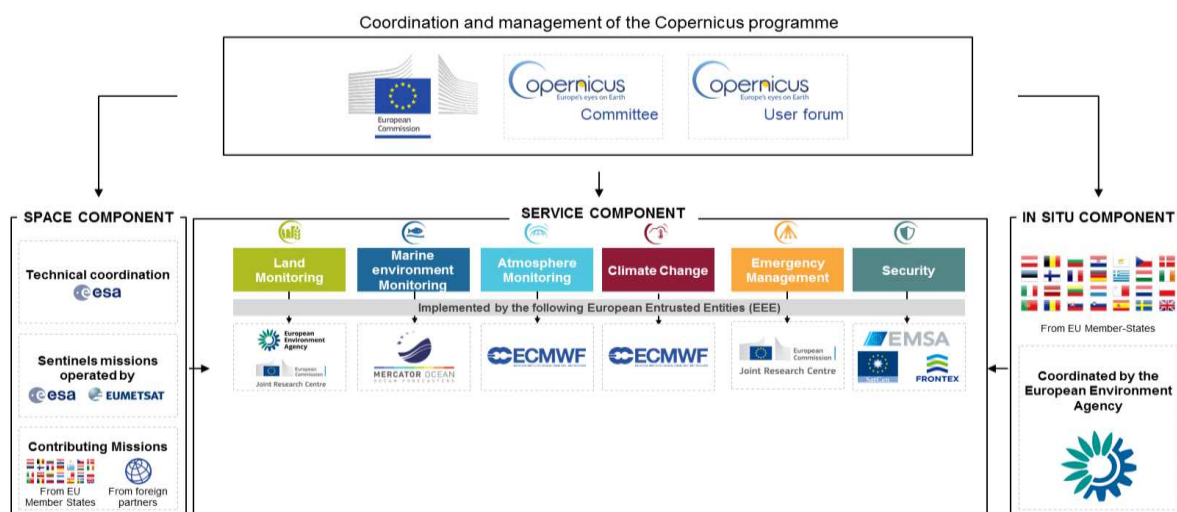 Coordination and management of the Copernicus programme
European
Commission
Copernicus
Europe's eyes on Earth
Committee
Copernicus
Europe's eyes on Earth
User forum
SPACE COMPONENT
Technical coordination
esa
Sentinels missions
operated by
esa
EUMETSAT
Contributing Missions
From EU
Member States
From foreign
partners
SERVICE COMPONENT
Land
Monitoring
Marine
environment
Monitoring
Atmosphere
Monitoring
Climate Change
Emergency
Management
Security
Implemented by the following European Entrusted Entities (EEE)
European
Environment
Agency
European
Commission
Joint Research Centre
MERCATOR OCEAN
OCEAN FORECASTERS
ECMWF
ECMWF
European
Commission
Joint Research Centre
EMSA
FRONTEX
IN SITU COMPONENT
From EU Member-States
Coordinated by the
European Environment
Agency